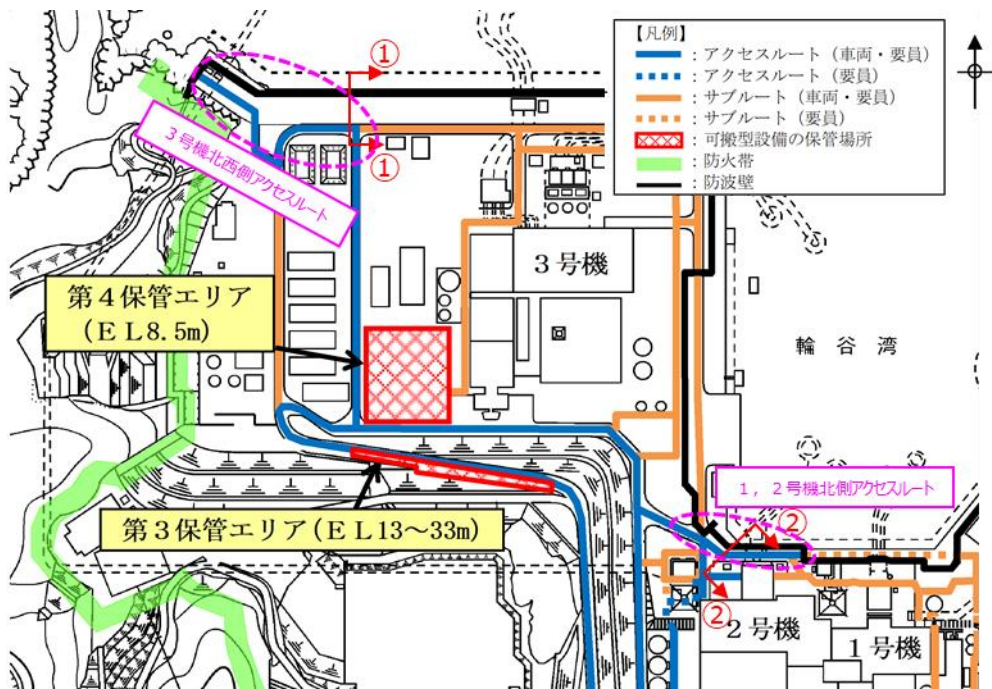 【凡例】
：アクセスルート（車両・要員）
：アクセスルート（要員）
：サブルート（車両・要員）
：サブルート（要員）
：可搬型設備の保管場所
：防火帯
：防波壁
①
①
３号機北西側アクセスルート
３号機
第４保管エリア
（ＥＬ8.5m）
輪谷湾
１，２号機北側アクセスルート
第３保管エリア（ＥＬ13～33m）
②
②
２号機
１号機